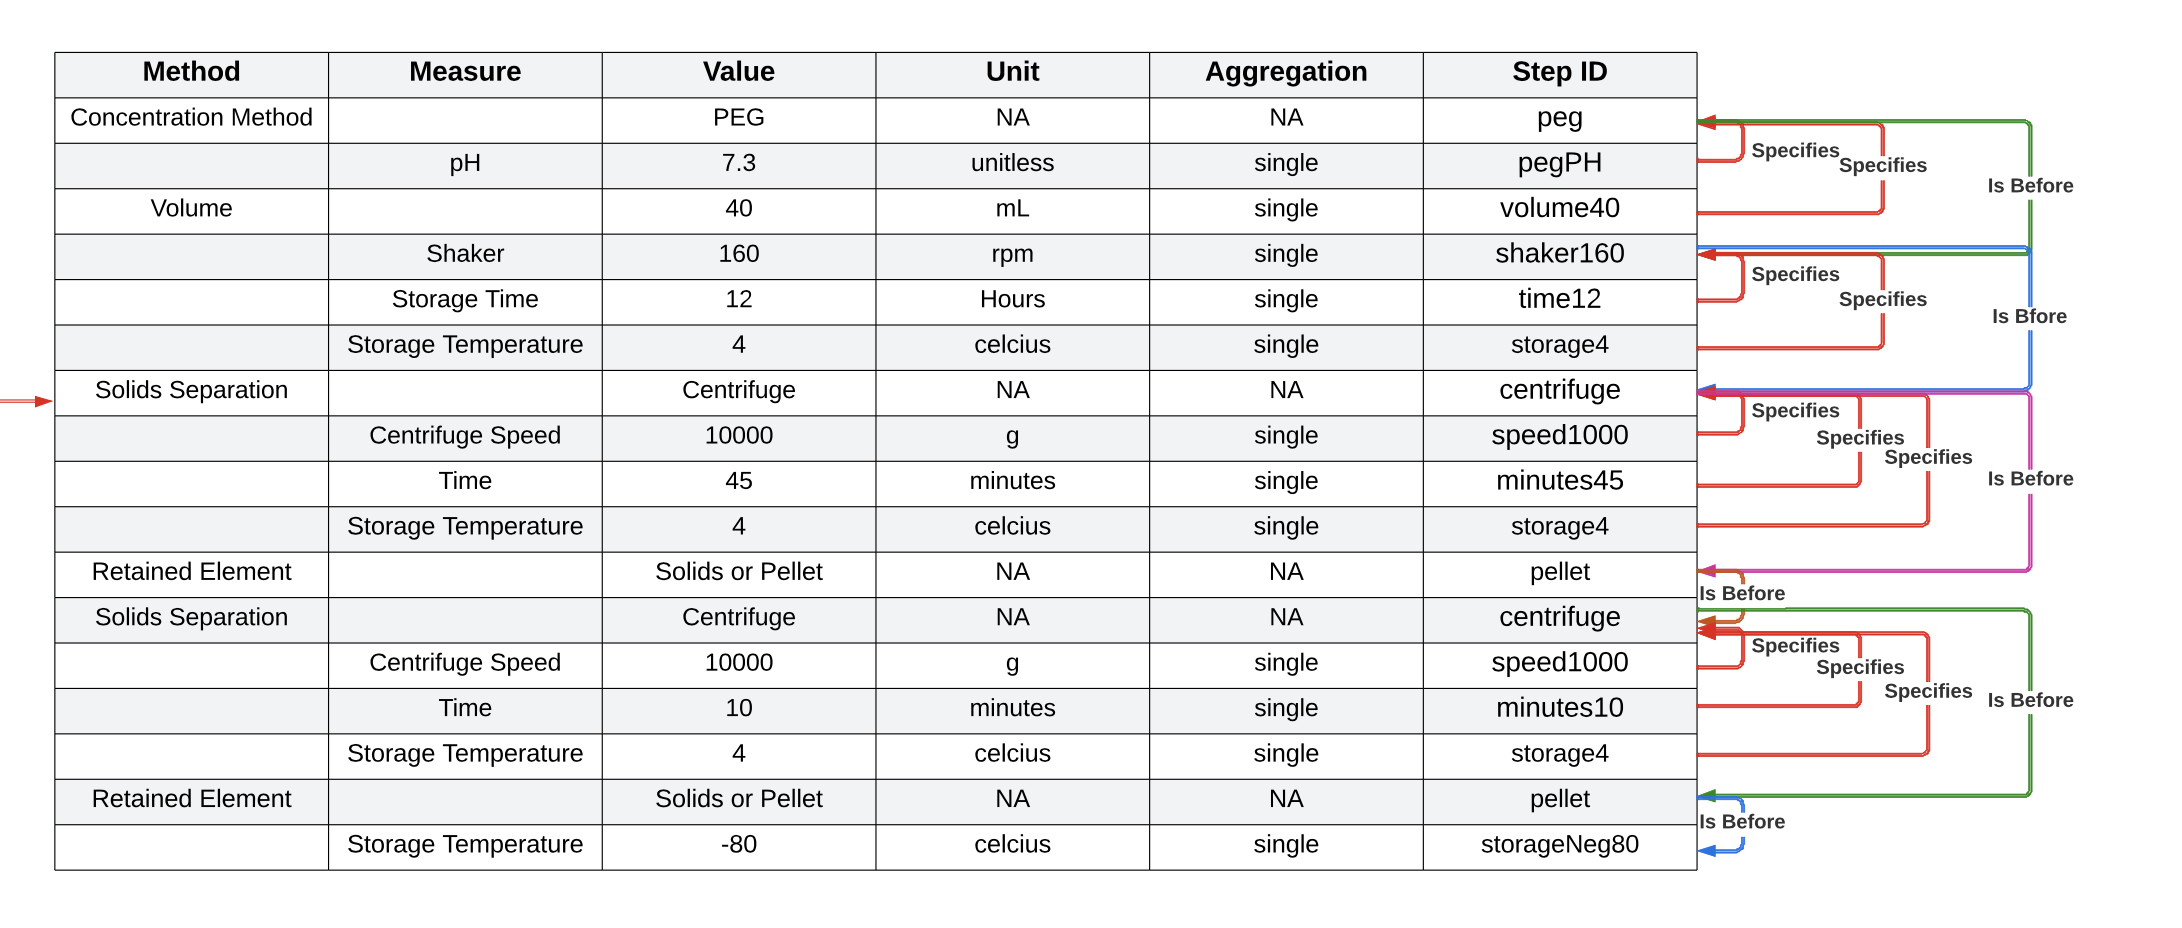 Method Measure Value Unit Aggregation Step ID
Concentration Method PEG NA NA peg
pH 7.3 unitless single pegPH
Specifies
Specifies
Is Before
Volume 40 mL single volume40
Shaker 160 rpm single shaker160
Specifies
Storage Time 12 Hours single time12
Specifies
Is Bfore
Storage Temperature 4 celcius single storage4
Solids Separation Centrifuge NA NA centrifuge
Specifies
Centrifuge Speed 10000 g single speed1000
Specifies
Specifies
Time 45 minutes single minutes45
Is Before
Storage Temperature 4 celcius single storage4
Retained Element Solids or Pellet NA NA pellet
Is Before
Solids Separation Centrifuge NA NA centrifuge
Specifies
Centrifuge Speed 10000 g single speed1000
Specifies
Specifies
Is Before
Time 10 minutes single minutes10
Storage Temperature 4 celcius single storage4
Retained Element Solids or Pellet NA NA pellet
Is Before
Storage Temperature -80 celcius single storageNeg80